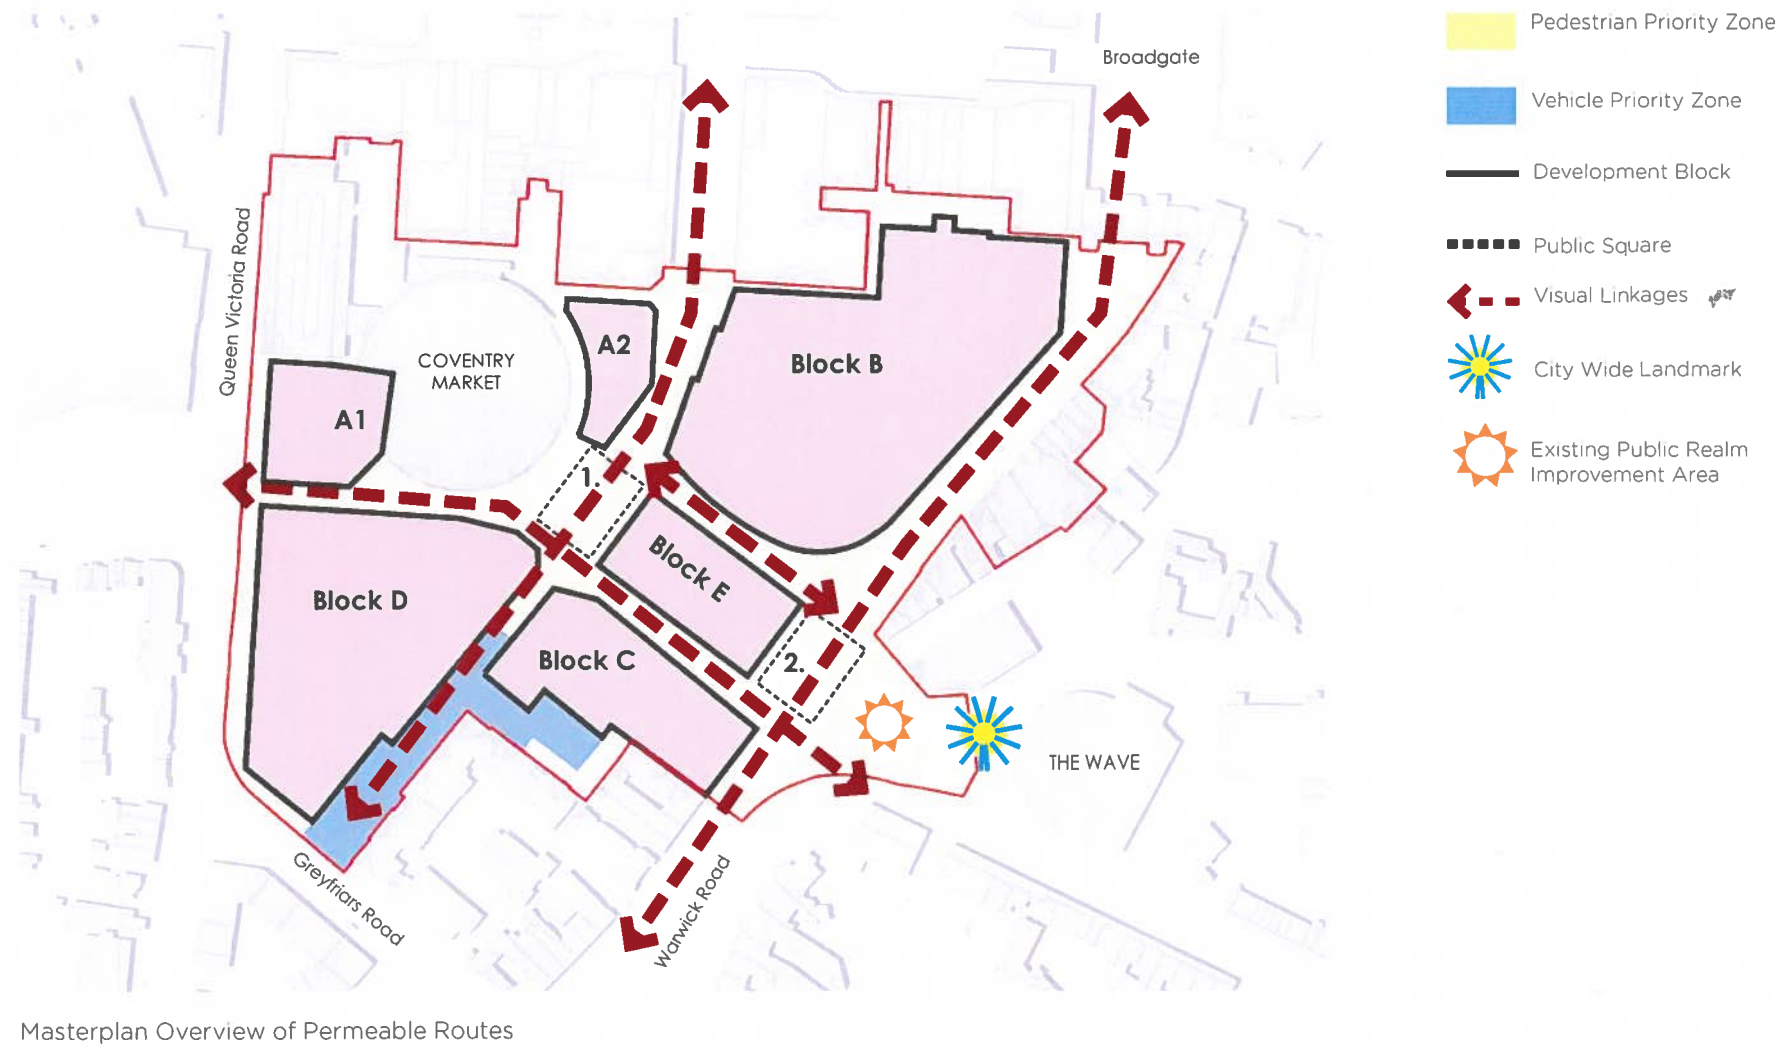 Broadgate
Queen Victoria Road
COVENTRY
MARKET
A2
Block B
A1
1.
Block E
Block D
Block C
2.
THE WAVE
Greyfriars Road
Warwick Road
Pedestrian Priority Zone
Vehicle Priority Zone
Development Block
Public Square
Visual Linkages
City Wide Landmark
Existing Public Realm
Improvement Area
Masterplan Overview of Permeable Routes